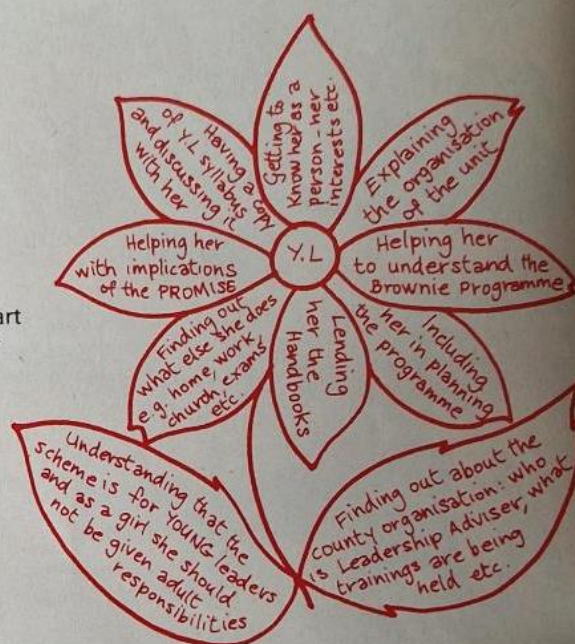 Getting to
know her as a
person - her
interests etc.
Explaining
the organisation
of the unit
Helping her
to understand the
Brownie Programme
Including
her in planning
the programme
Lending
her the
Handbooks
Finding out
what else she does
e.g. home, work,
church, exams
etc.
Helping her
with implications
of the PROMISE
Having a copy
of Y.L syllabus
and discussing it
with her
Y.L
art
Understanding that the
scheme is for YOUNG leaders
and as a girl she should
not be given adult
responsibilities
Finding out about the
county organisation: who
is Leadership Adviser, what
trainings are being
held etc.